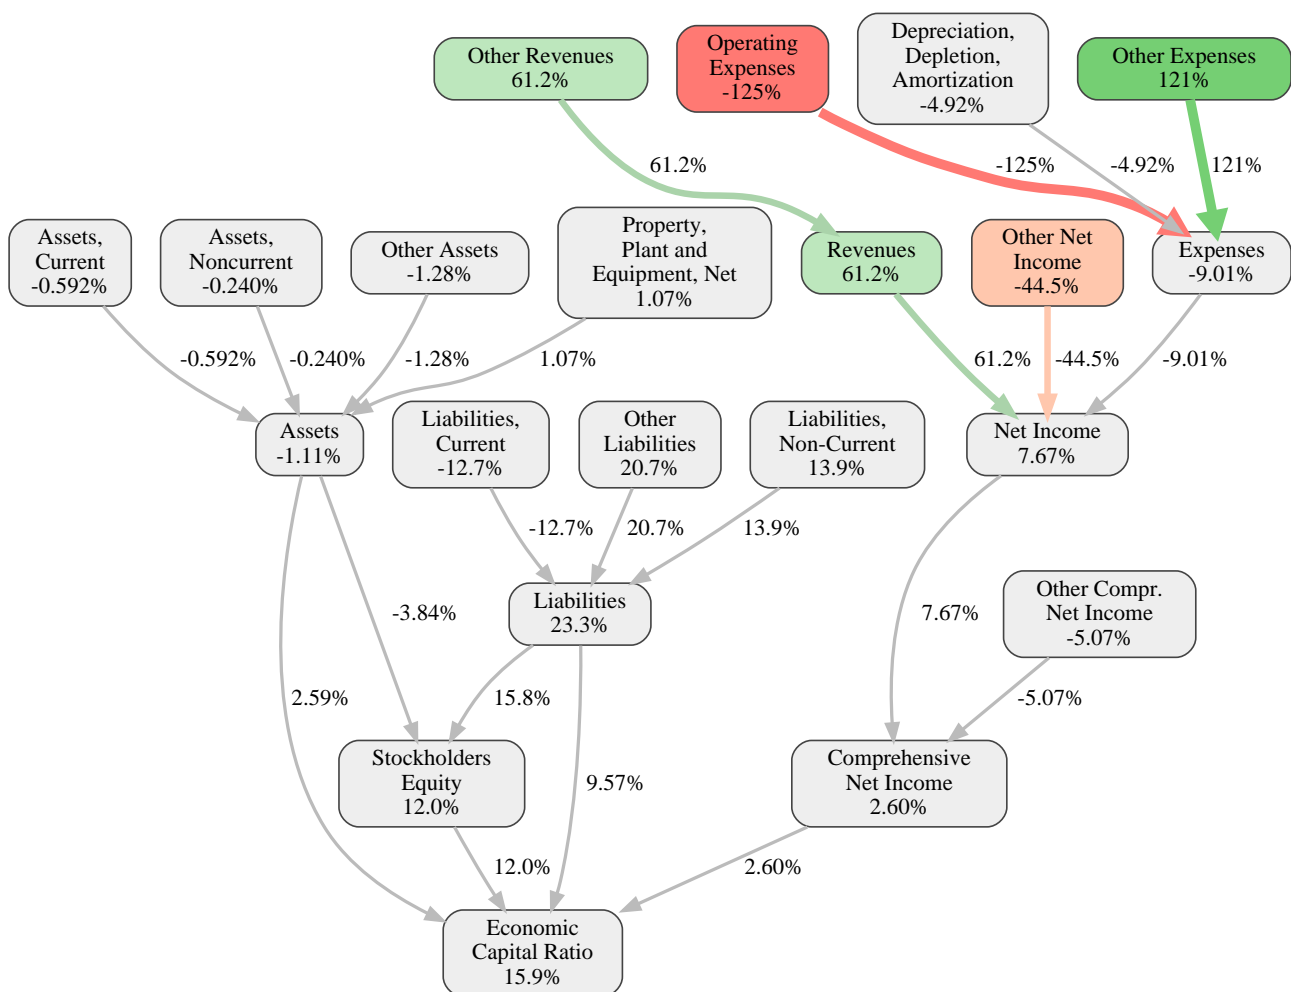 Other Revenues
61.2%
Operating
Expenses
-125%
Depreciation,
Depletion,
Amortization
-4.92%
Other Expenses
121%
61.2%
-125%
-4.92%
121%
Assets,
Current
-0.592%
Assets,
Noncurrent
-0.240%
Other Assets
-1.28%
Property,
Plant and
Equipment, Net
1.07%
Revenues
61.2%
Other Net
Income
-44.5%
Expenses
-9.01%
-0.592%
-0.240%
-1.28%
1.07%
61.2%
-44.5%
-9.01%
Assets
-1.11%
Liabilities,
Current
-12.7%
Other
Liabilities
20.7%
Liabilities,
Non-Current
13.9%
Net Income
7.67%
-12.7%
20.7%
13.9%
Liabilities
23.3%
-3.84%
7.67%
Other Compr.
Net Income
-5.07%
2.59%
15.8%
-5.07%
Stockholders
Equity
12.0%
9.57%
Comprehensive
Net Income
2.60%
12.0%
2.60%
Economic
Capital Ratio
15.9%